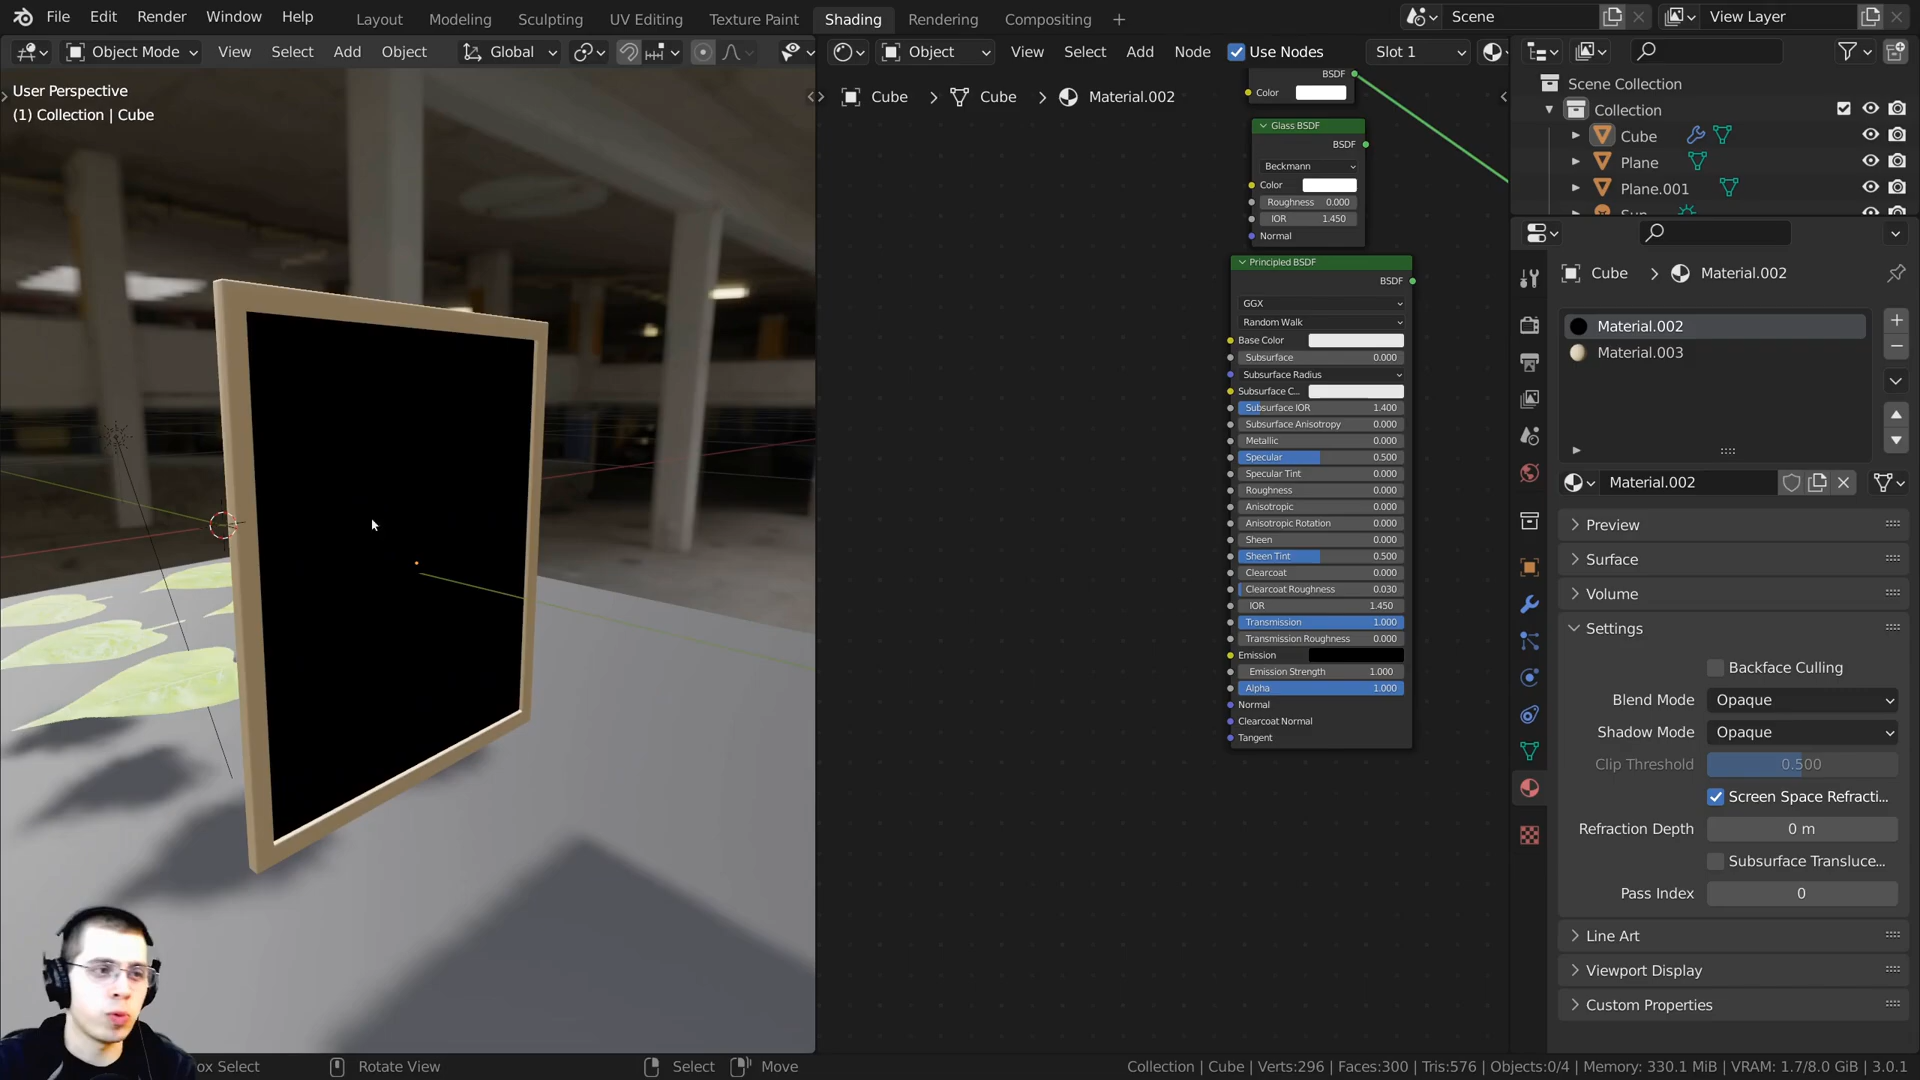 File Edit Render Window Help
Layout Modeling Sculpting UV Editing Texture Paint Shading Rendering Compositing +
Scene View Layer
Object Mode View Select Add Object Global
Object View Select Add Node Use Nodes Slot 1
User Perspective
(1) Collection | Cube
Cube > Cube > Material.002
BSDF
Color
Glass BSDF
BSDF
Beckmann
Color
Roughness 0.000
IOR 1.450
Normal
Principled BSDF
BSDF
GGX
Random Walk
Base Color
Subsurface 0.000
Subsurface Radius
Subsurface C...
Subsurface IOR 1.400
Subsurface Anisotropy 0.000
Metallic 0.000
Specular 0.500
Specular Tint 0.000
Roughness 0.000
Anisotropic 0.000
Anisotropic Rotation 0.000
Sheen 0.000
Sheen Tint 0.500
Clearcoat 0.000
Clearcoat Roughness 0.030
IOR 1.450
Transmission 1.000
Transmission Roughness 0.000
Emission
Emission Strength 1.000
Alpha 1.000
Normal
Clearcoat Normal
Tangent
Scene Collection
Collection
Cube
Plane
Plane.001
Sun
Cube > Material.002
Material.002
Material.003
Material.002
Preview
Surface
Volume
Settings
Backface Culling
Blend Mode Opaque
Shadow Mode Opaque
Clip Threshold 0.500
Screen Space Refracti...
Refraction Depth 0 m
Subsurface Transluce...
Pass Index 0
Line Art
Viewport Display
Custom Properties
ox Select Rotate View Select Move
Collection | Cube | Verts:296 | Faces:300 | Tris:576 | Objects:0/4 | Memory: 330.1 MiB | VRAM: 1.7/8.0 GiB | 3.0.1